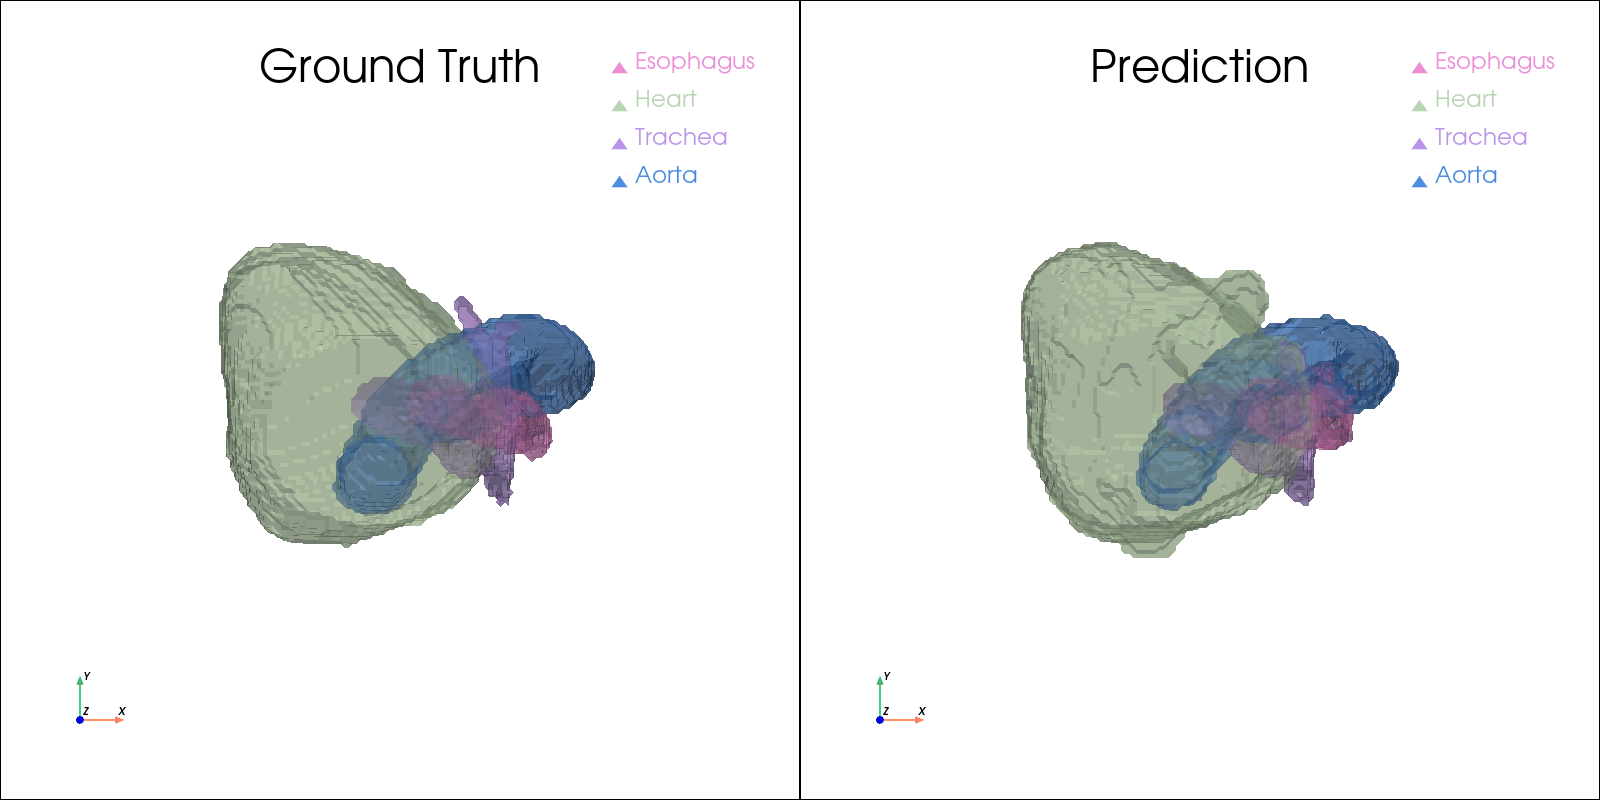 Ground Truth
Esophagus
Heart
Trachea
Aorta
Y
Z
X
Prediction
Esophagus
Heart
Trachea
Aorta
Y
Z
X